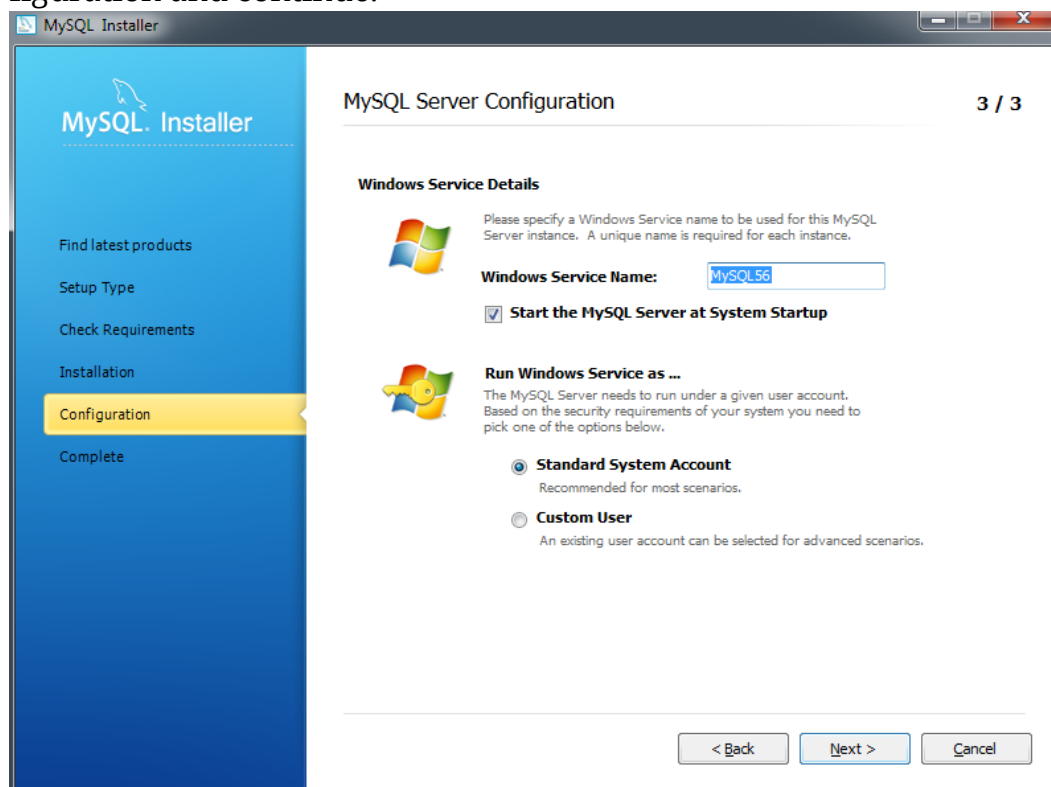 figuration and continue.
MySQL Installer
MySQL. Installer
MySQL Server Configuration
3 / 3
Find latest products
Setup Type
Check Requirements
Installation
Configuration
Complete
Windows Service Details
Please specify a Windows Service name to be used for this MySQL
Server instance. A unique name is required for each instance.
Windows Service Name: MySQL56
Start the MySQL Server at System Startup
Run Windows Service as ...
The MySQL Server needs to run under a given user account.
Based on the security requirements of your system you need to
pick one of the options below.
Standard System Account
Recommended for most scenarios.
Custom User
An existing user account can be selected for advanced scenarios.
< Back
Next >
Cancel